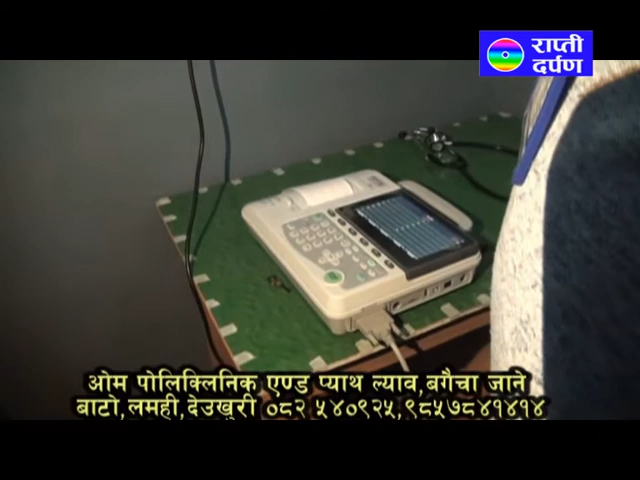 राप्ती
दर्पण
ओम पोलिक्लिनिक एण्ड प्याथ ल्याव,बगैचा जाने
बाटो,लमही,देउखुरी ०८२ ५४०९२५,९८५७८४१४१४